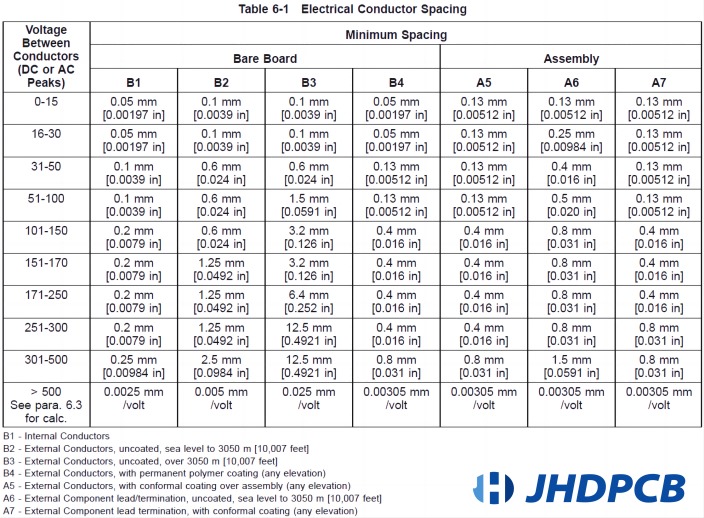 Table 6-1 Electrical Conductor Spacing
Voltage Between Conductors (DC or AC Peaks) Minimum Spacing
Bare Board Assembly
B1 B2 B3 B4 A5 A6 A7
0-15 0.05 mm 0.1 mm 0.1 mm 0.05 mm 0.13 mm 0.13 mm 0.13 mm
[0.00197 in] [0.0039 in] [0.0039 in] [0.00197 in] [0.00512 in] [0.00512 in] [0.00512 in]
16-30 0.05 mm 0.1 mm 0.1 mm 0.05 mm 0.13 mm 0.25 mm 0.13 mm
[0.00197 in] [0.0039 in] [0.0039 in] [0.00197 in] [0.00512 in] [0.00984 in] [0.00512 in]
31-50 0.1 mm 0.6 mm 0.6 mm 0.13 mm 0.13 mm 0.4 mm 0.13 mm
[0.0039 in] [0.024 in] [0.024 in] [0.00512 in] [0.00512 in] [0.016 in] [0.00512 in]
51-100 0.1 mm 0.6 mm 1.5 mm 0.13 mm 0.13 mm 0.5 mm 0.13 mm
[0.0039 in] [0.024 in] [0.0591 in] [0.00512 in] [0.00512 in] [0.020 in] [0.00512 in]
101-150 0.2 mm 0.6 mm 3.2 mm 0.4 mm 0.4 mm 0.8 mm 0.4 mm
[0.0079 in] [0.024 in] [0.126 in] [0.016 in] [0.016 in] [0.031 in] [0.016 in]
151-170 0.2 mm 1.25 mm 3.2 mm 0.4 mm 0.4 mm 0.8 mm 0.4 mm
[0.0079 in] [0.0492 in] [0.126 in] [0.016 in] [0.016 in] [0.031 in] [0.016 in]
171-250 0.2 mm 1.25 mm 6.4 mm 0.4 mm 0.4 mm 0.8 mm 0.4 mm
[0.0079 in] [0.0492 in] [0.252 in] [0.016 in] [0.016 in] [0.031 in] [0.016 in]
251-300 0.2 mm 1.25 mm 12.5 mm 0.4 mm 0.4 mm 0.8 mm 0.8 mm
[0.0079 in] [0.0492 in] [0.4921 in] [0.016 in] [0.016 in] [0.031 in] [0.031 in]
301-500 0.25 mm 2.5 mm 12.5 mm 0.8 mm 0.8 mm 1.5 mm 0.8 mm
[0.00984 in] [0.0984 in] [0.4921 in] [0.031 in] [0.031 in] [0.0591 in] [0.031 in]
> 500 0.0025 mm 0.005 mm 0.025 mm 0.00305 mm 0.00305 mm 0.00305 mm 0.00305 mm
See para. 6.3 /volt /volt /volt /volt /volt /volt /volt
for calc.
B1 - Internal Conductors
B2 - External Conductors, uncoated, sea level to 3050 m [10,007 feet]
B3 - External Conductors, uncoated, over 3050 m [10,007 feet]
B4 - External Conductors, with permanent polymer coating (any elevation)
A5 - External Conductors, with conformal coating over assembly (any elevation)
A6 - External Component lead/termination, uncoated, sea level to 3050 m [10,007 feet]
A7 - External Component lead termination, with conformal coating (any elevation)
JHDPCB